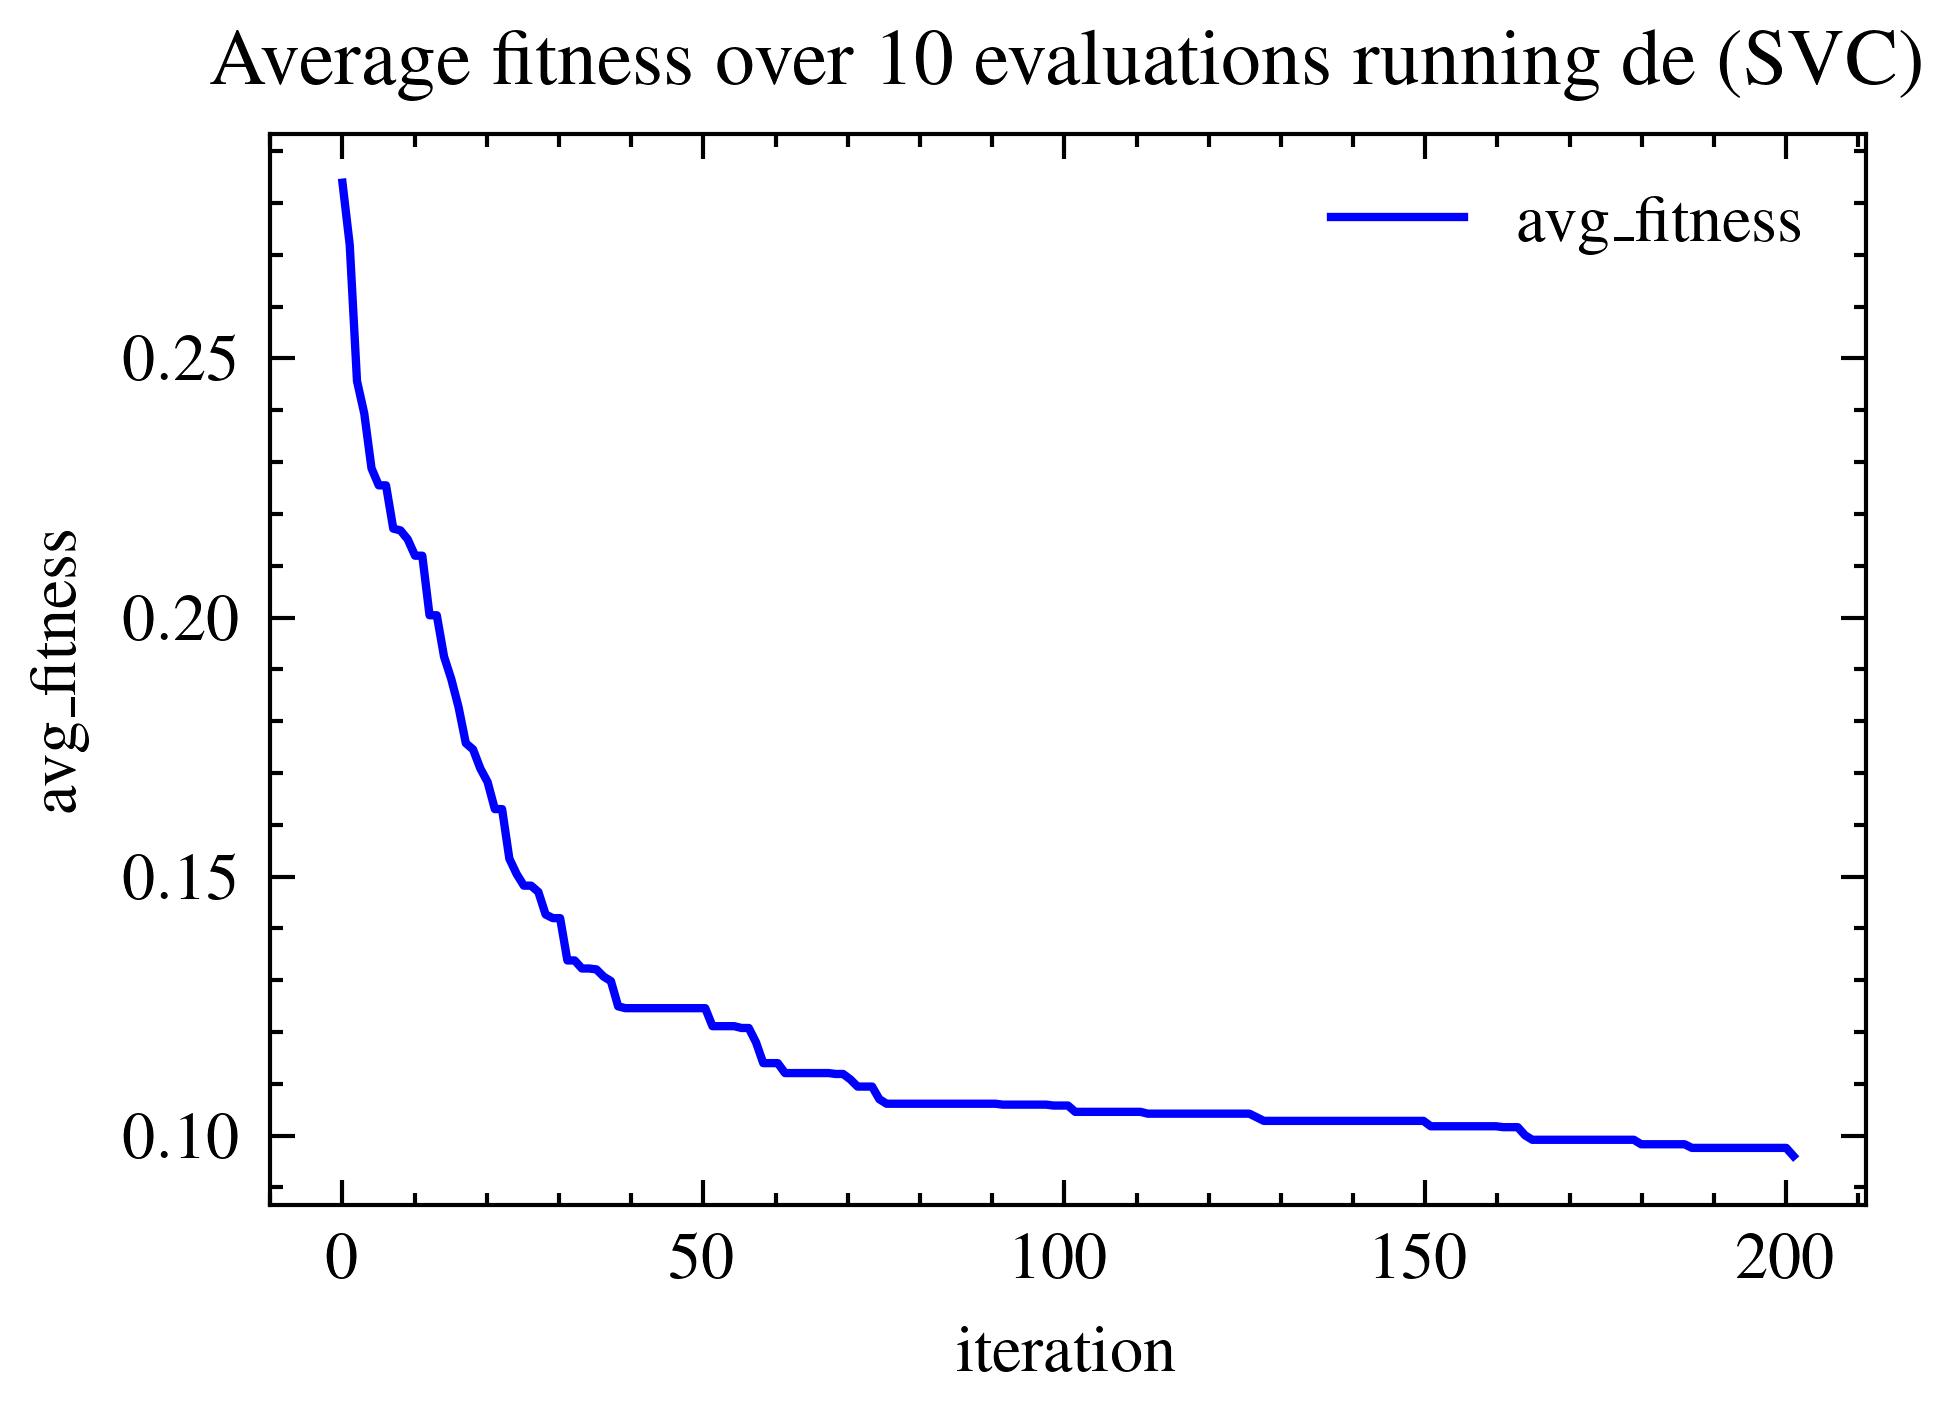 Average fitness over 10 evaluations running de (SVC)
avg_fitness
0.25
0.20
0.15
0.10
avg_fitness
0 50 100 150 200
iteration